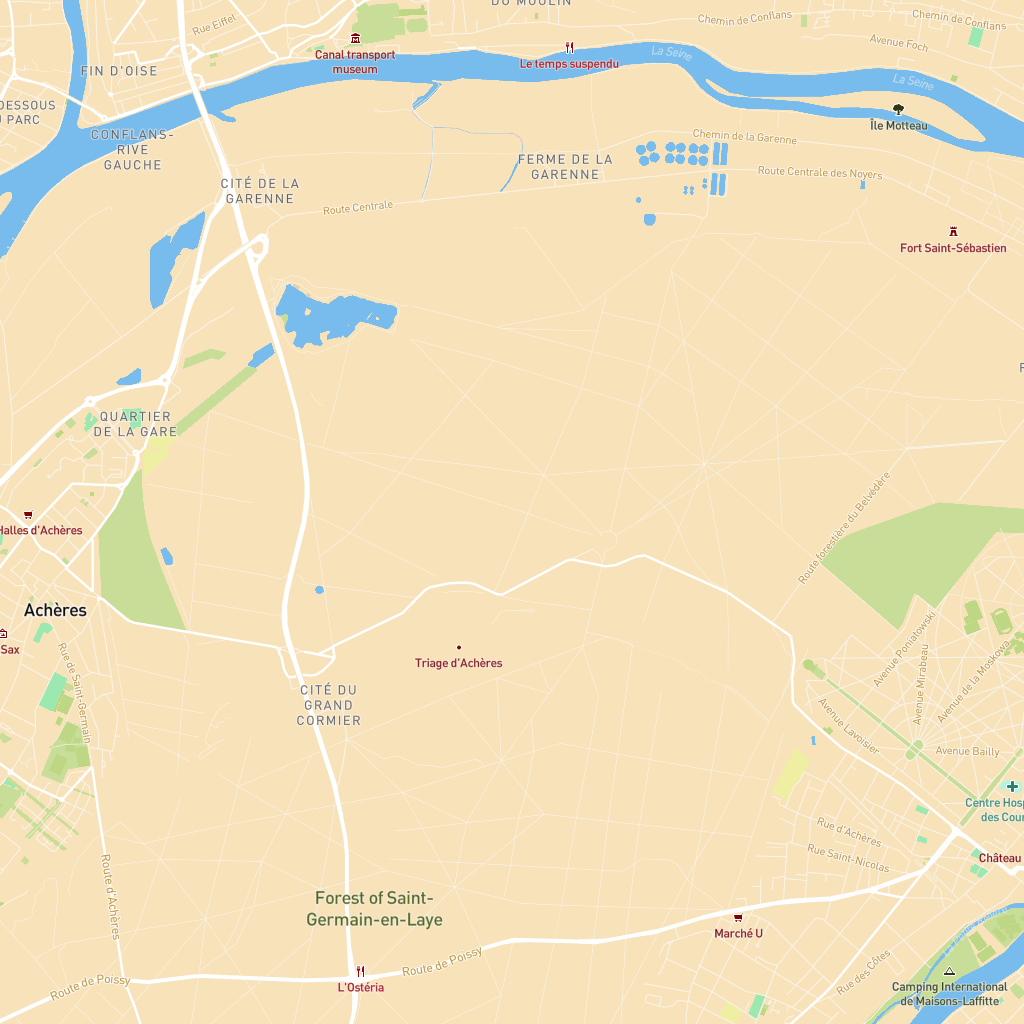 DU MOULIN
Chemin de Conflans
Chemin de Conflans
Rue Eiffel
Avenue Foch
Canal transport
museum
Le temps suspendu
La Seine
FIN D'OISE
La Seine
DESSOUS
PARC
Île Motteau
CONFLANS-
RIVE
GAUCHE
Chemin de la Garenne
FERME DE LA
GARENNE
Route Centrale des Noyers
CITÉ DE LA
GARENNE
Route Centrale
Fort Saint-Sébastien
QUARTIER
DE LA GARE
Route forestière du Belvédère
Halles d'Achères
Achères
Sax
Rue de Saint-Germain
Triage d'Achères
Avenue Poniatowski
Avenue Mirabeau
Avenue de la Moskowa
CITÉ DU
GRAND
CORMIER
Avenue Lavoisier
Avenue Bailly
Centre Hosp
des Cour
Rue d'Achères
Rue Saint-Nicolas
Château
Route d'Achères
Forest of Saint-
Germain-en-Laye
Marché U
Route de Poissy
Route de Poissy
L'Ostéria
Rue des Côtes
Camping International
de Maisons-Laffitte